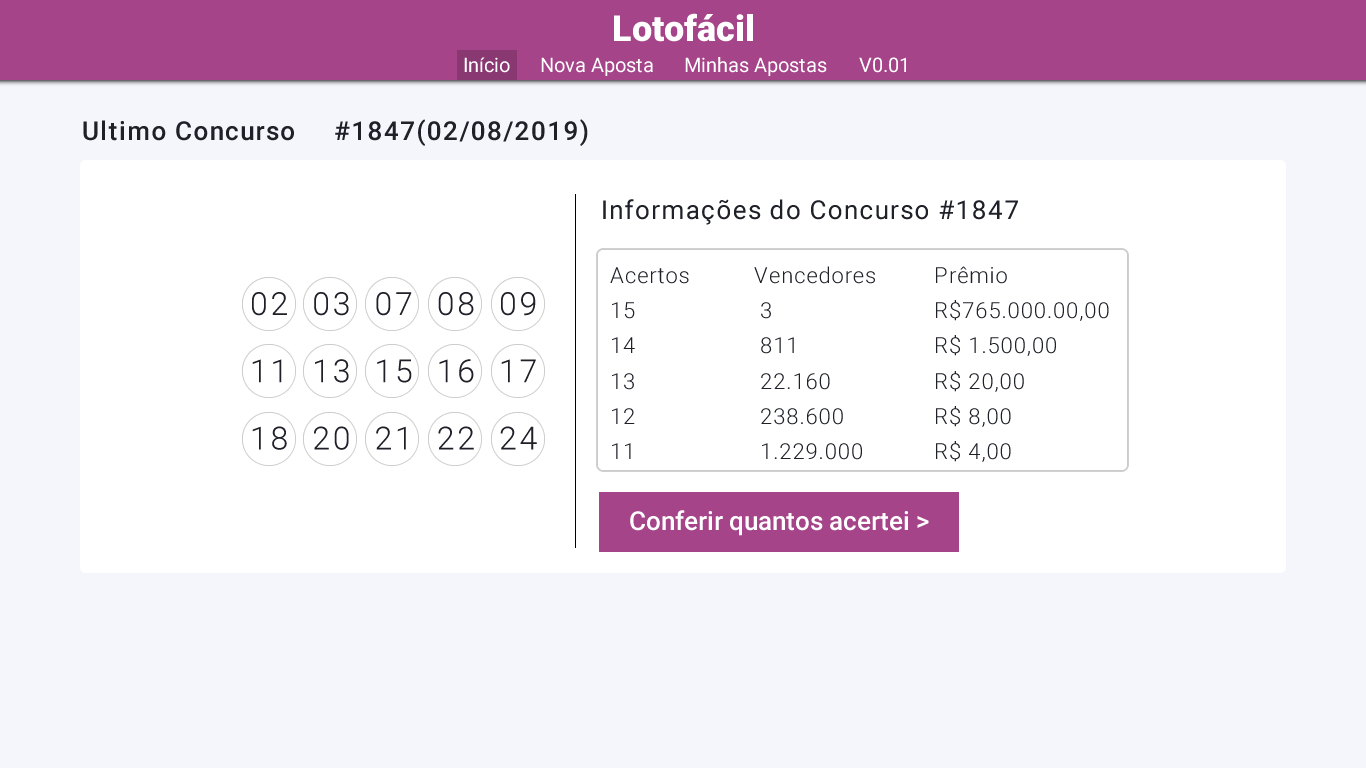 Lotofácil
Início Nova Aposta Minhas Apostas V0.01
Ultimo Concurso #1847(02/08/2019)
02 03 07 08 09
11 13 15 16 17
18 20 21 22 24
Informações do Concurso #1847
Acertos Vencedores Prêmio
15 3 R$765.000.00,00
14 811 R$ 1.500,00
13 22.160 R$ 20,00
12 238.600 R$ 8,00
11 1.229.000 R$ 4,00
Conferir quantos acertei >